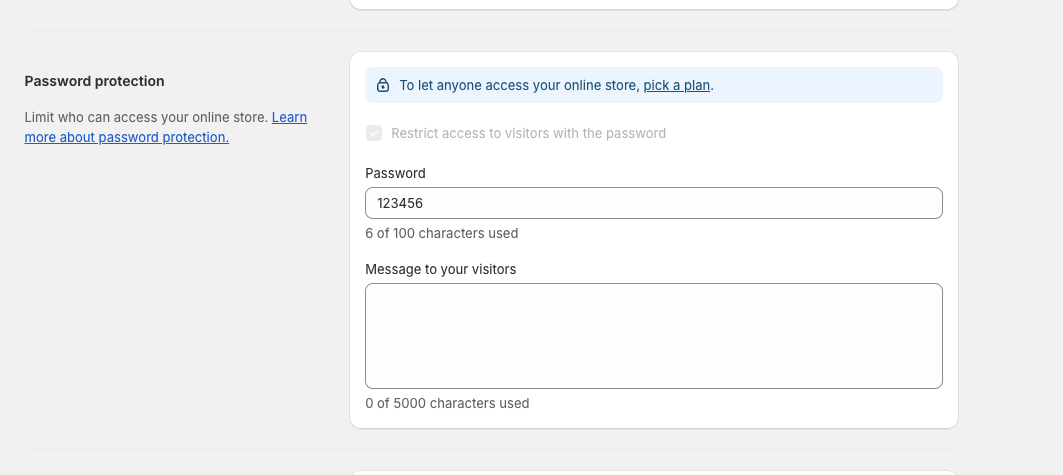 Password protection
Limit who can access your online store. Learn
more about password protection.
To let anyone access your online store, pick a plan.
Restrict access to visitors with the password
Password
123456
6 of 100 characters used
Message to your visitors
0 of 5000 characters used